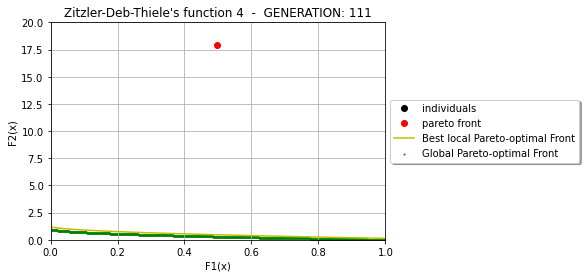 Zitzler-Deb-Thiele's function 4 - GENERATION: 111
20.0
17.5
15.0
12.5
10.0
7.5
5.0
2.5
0.0
F2(x)
0.0 0.2 0.4 0.6 0.8 1.0
F1(x)
individuals
pareto front
Best local Pareto-optimal Front
Global Pareto-optimal Front